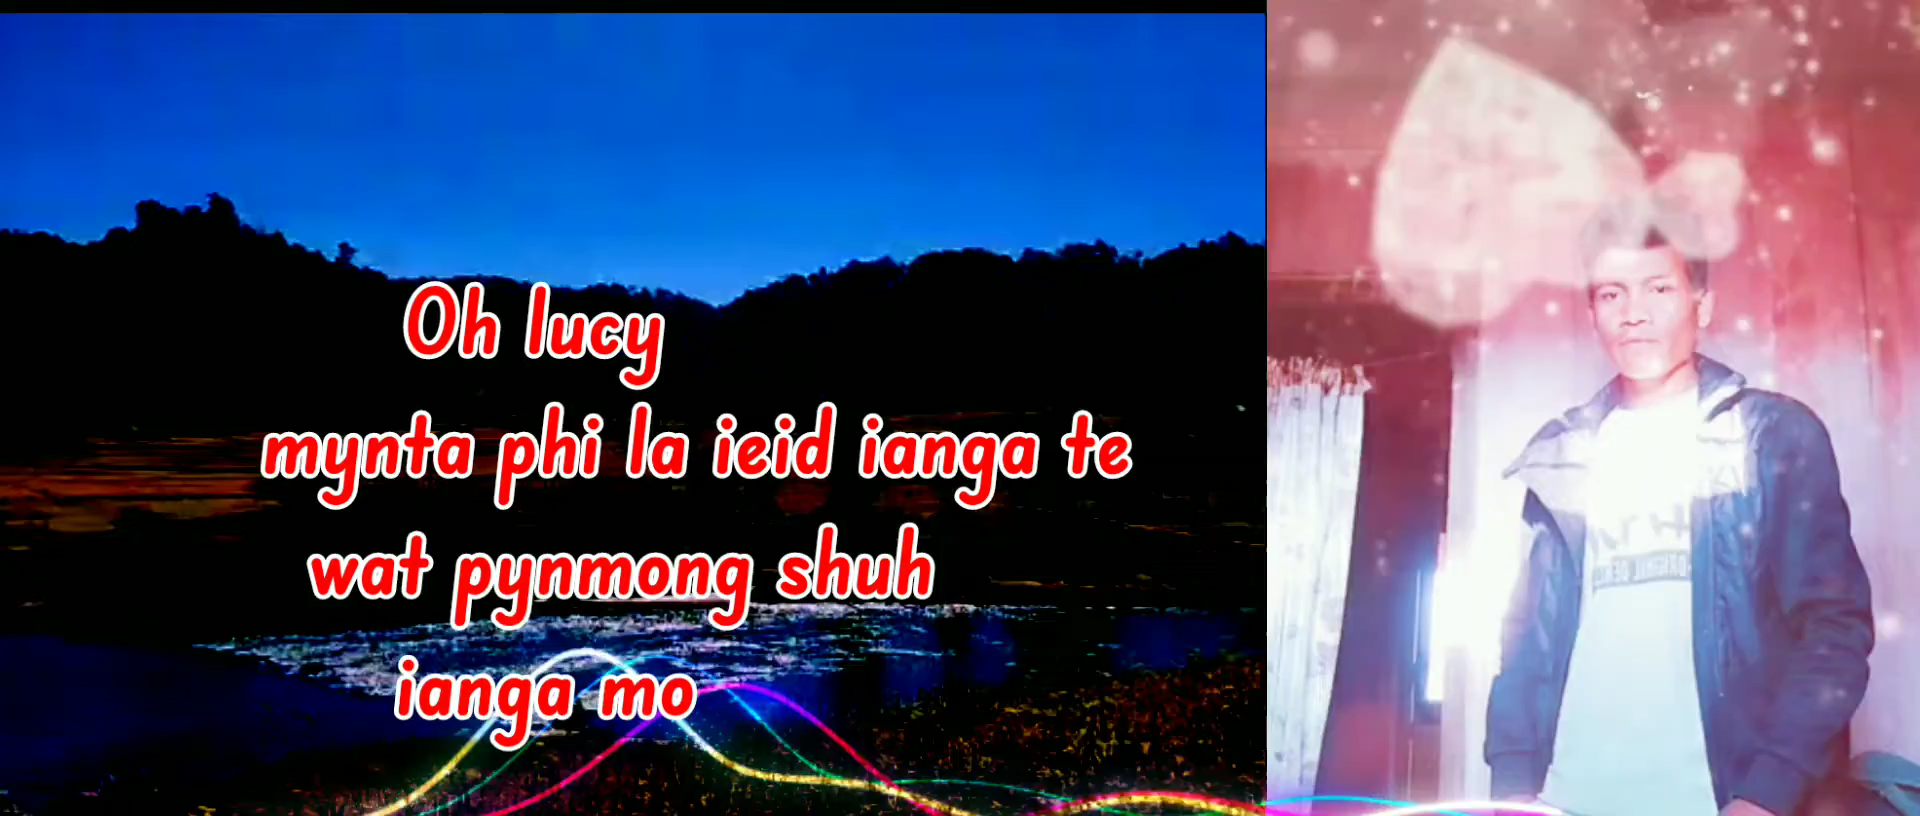 Oh lucy
mynta phi la ieid ianga te
wat pynmong shuh
ianga mo